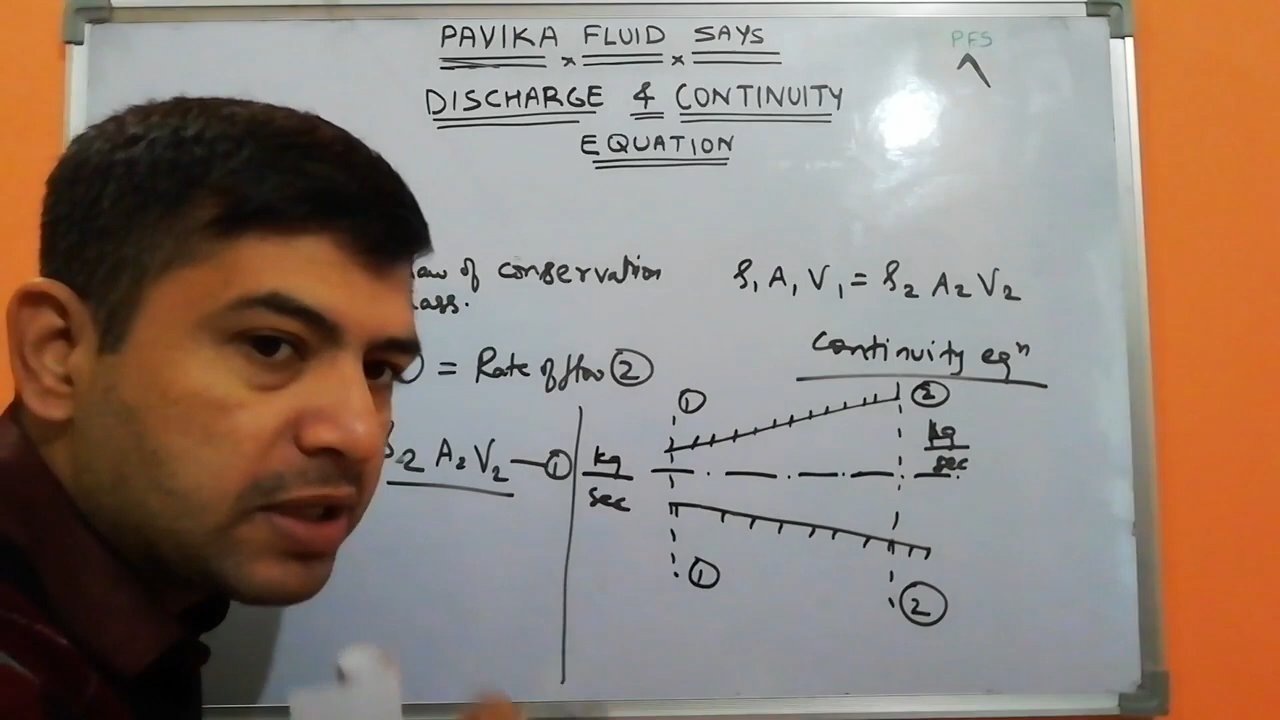 PAVIKA FLUID SAYS
PFS
DISCHARGE & CONTINUITY
EQUATION
of conservation
ρ₁ A₁ V₁ = ρ₂ A₂ V₂
Continuity eqⁿ
= Rate of flow ②
① ②
kg/sec
₂ A₂ V₂ — ①
kg/sec
① ②